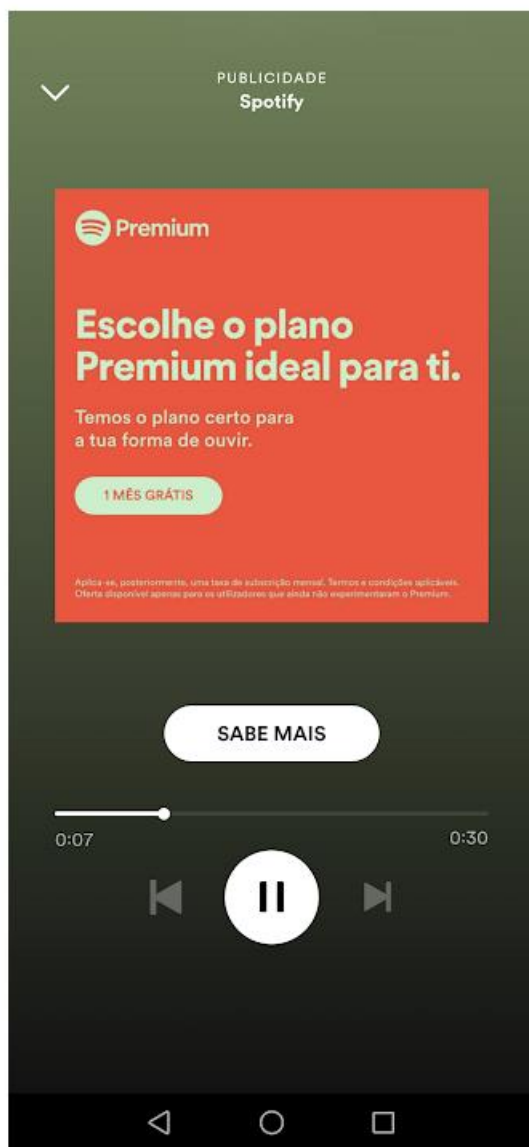 PUBLICIDADE
Spotify
Premium
Escolhe o plano
Premium ideal para ti.
Temos o plano certo para
a tua forma de ouvir.
1 MÊS GRÁTIS
Aplica-se, posteriormente, uma taxa de subscrição mensal. Termos e condições aplicáveis.
Oferta disponível apenas para os utilizadores que ainda não experimentaram o Premium.
SABE MAIS
0:07
0:30